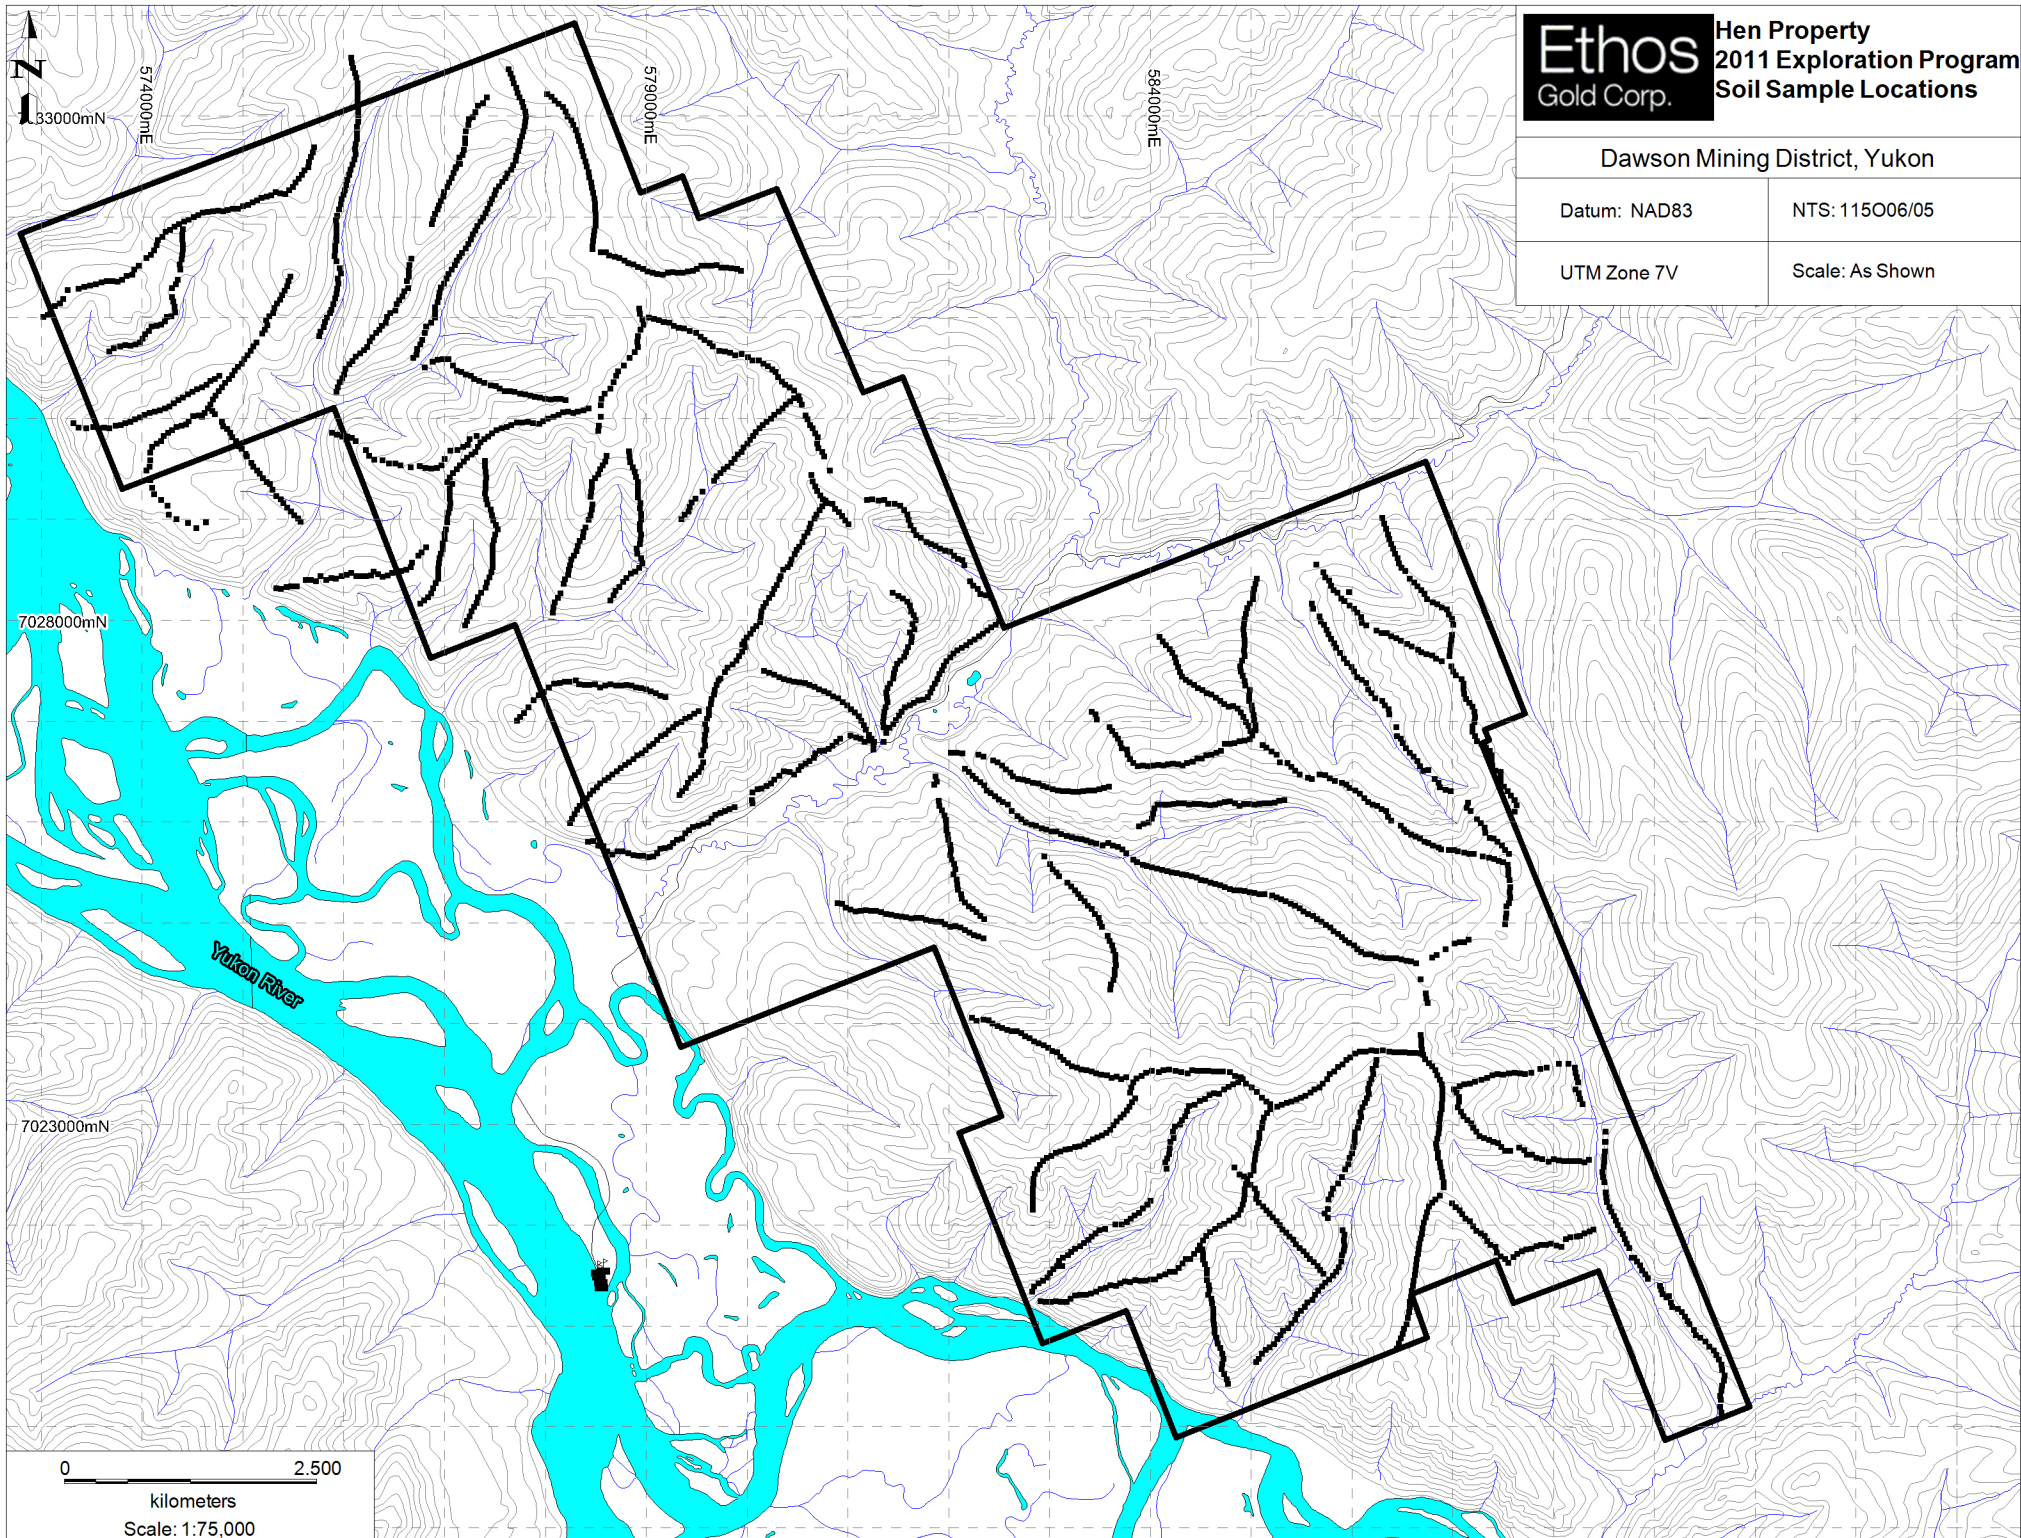 Ethos
Gold Corp.
Hen Property
2011 Exploration Program
Soil Sample Locations
Dawson Mining District, Yukon
Datum: NAD83
NTS: 115O06/05
UTM Zone 7V
Scale: As Shown
N
574000mE
579000mE
584000mE
7033000mN
7028000mN
Yukon River
7023000mN
0
2.500
kilometers
Scale: 1:75,000